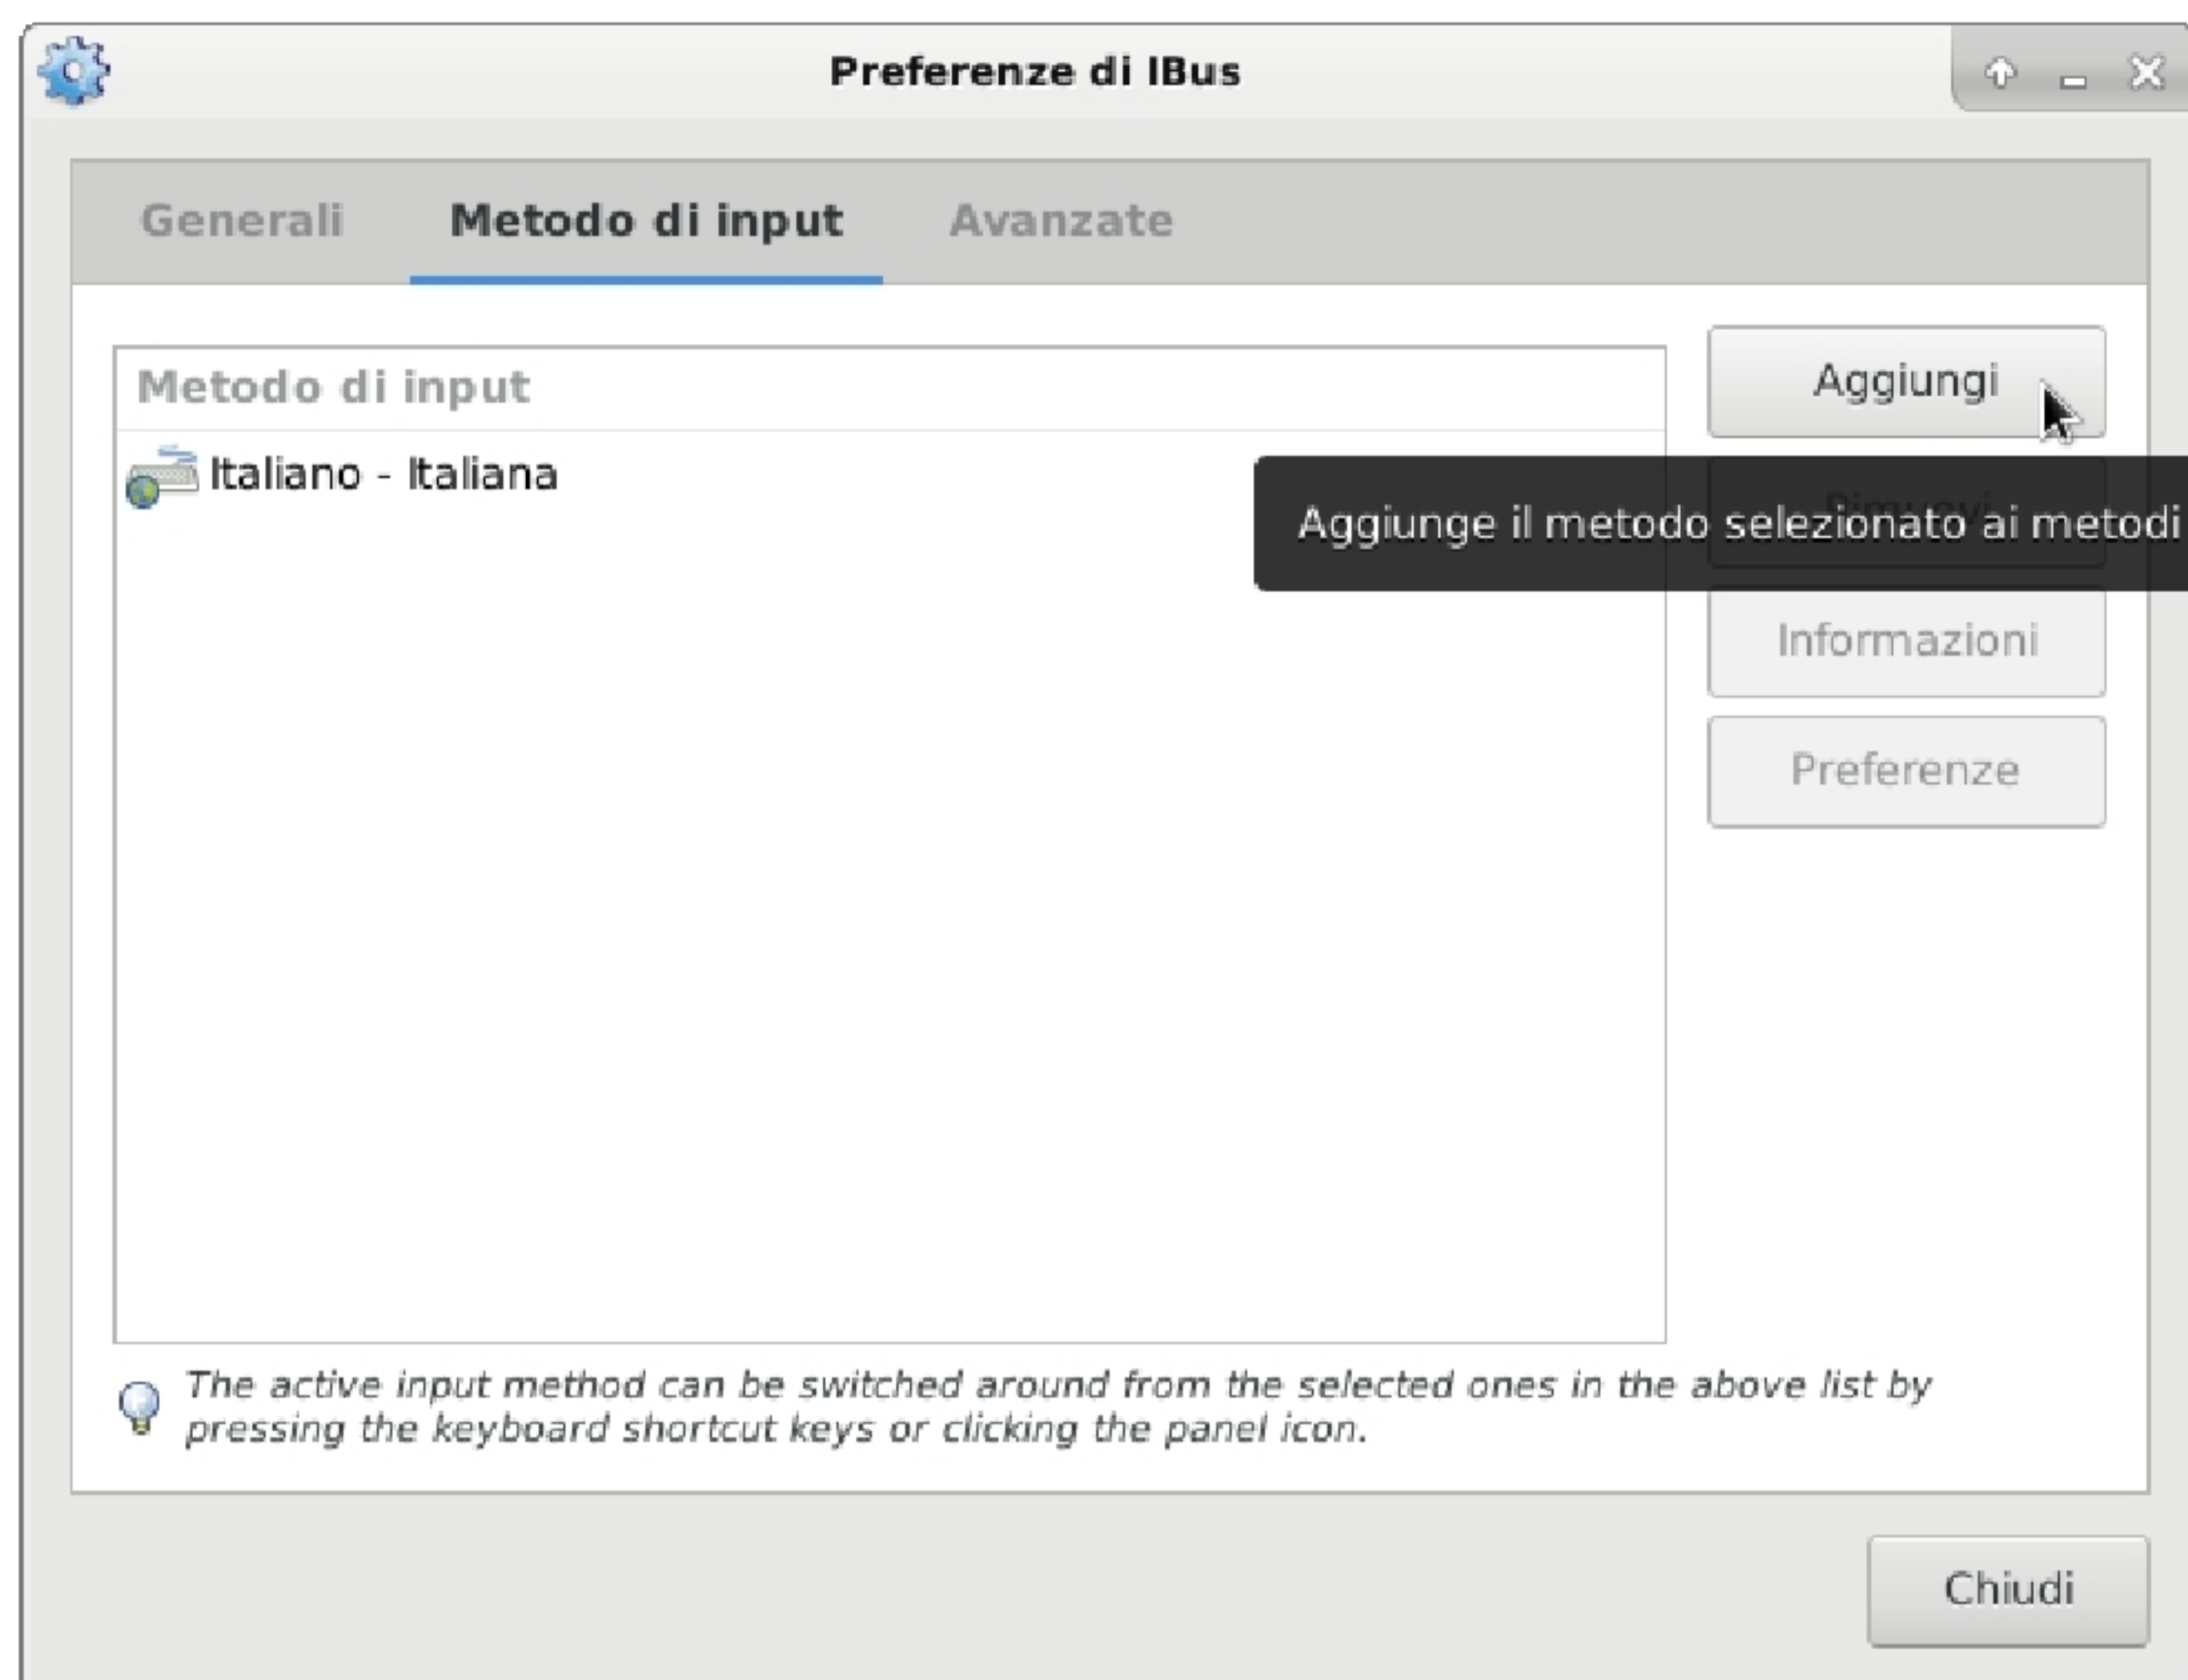 Preferenze di IBus
Generali Metodo di input Avanzate
Metodo di input
Italiano - Italiana
Aggiungi
Rimuovi
Aggiunge il metodo selezionato ai metodi
Informazioni
Preferenze
The active input method can be switched around from the selected ones in the above list by
pressing the keyboard shortcut keys or clicking the panel icon.
Chiudi